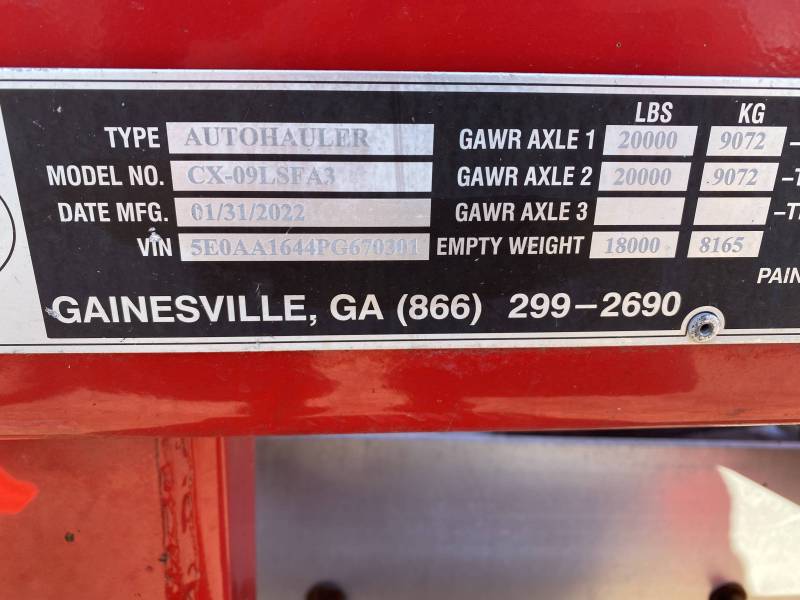 LBS KG
TYPE AUTOHAULER GAWR AXLE 1 20000 9072 –
MODEL NO. CX-09LSFA3 GAWR AXLE 2 20000 9072 –T
DATE MFG. 01/31/2022 GAWR AXLE 3 –T
VIN 5E0AA1644PG670301 EMPTY WEIGHT 18000 8165
PAIN
GAINESVILLE, GA (866) 299–2690